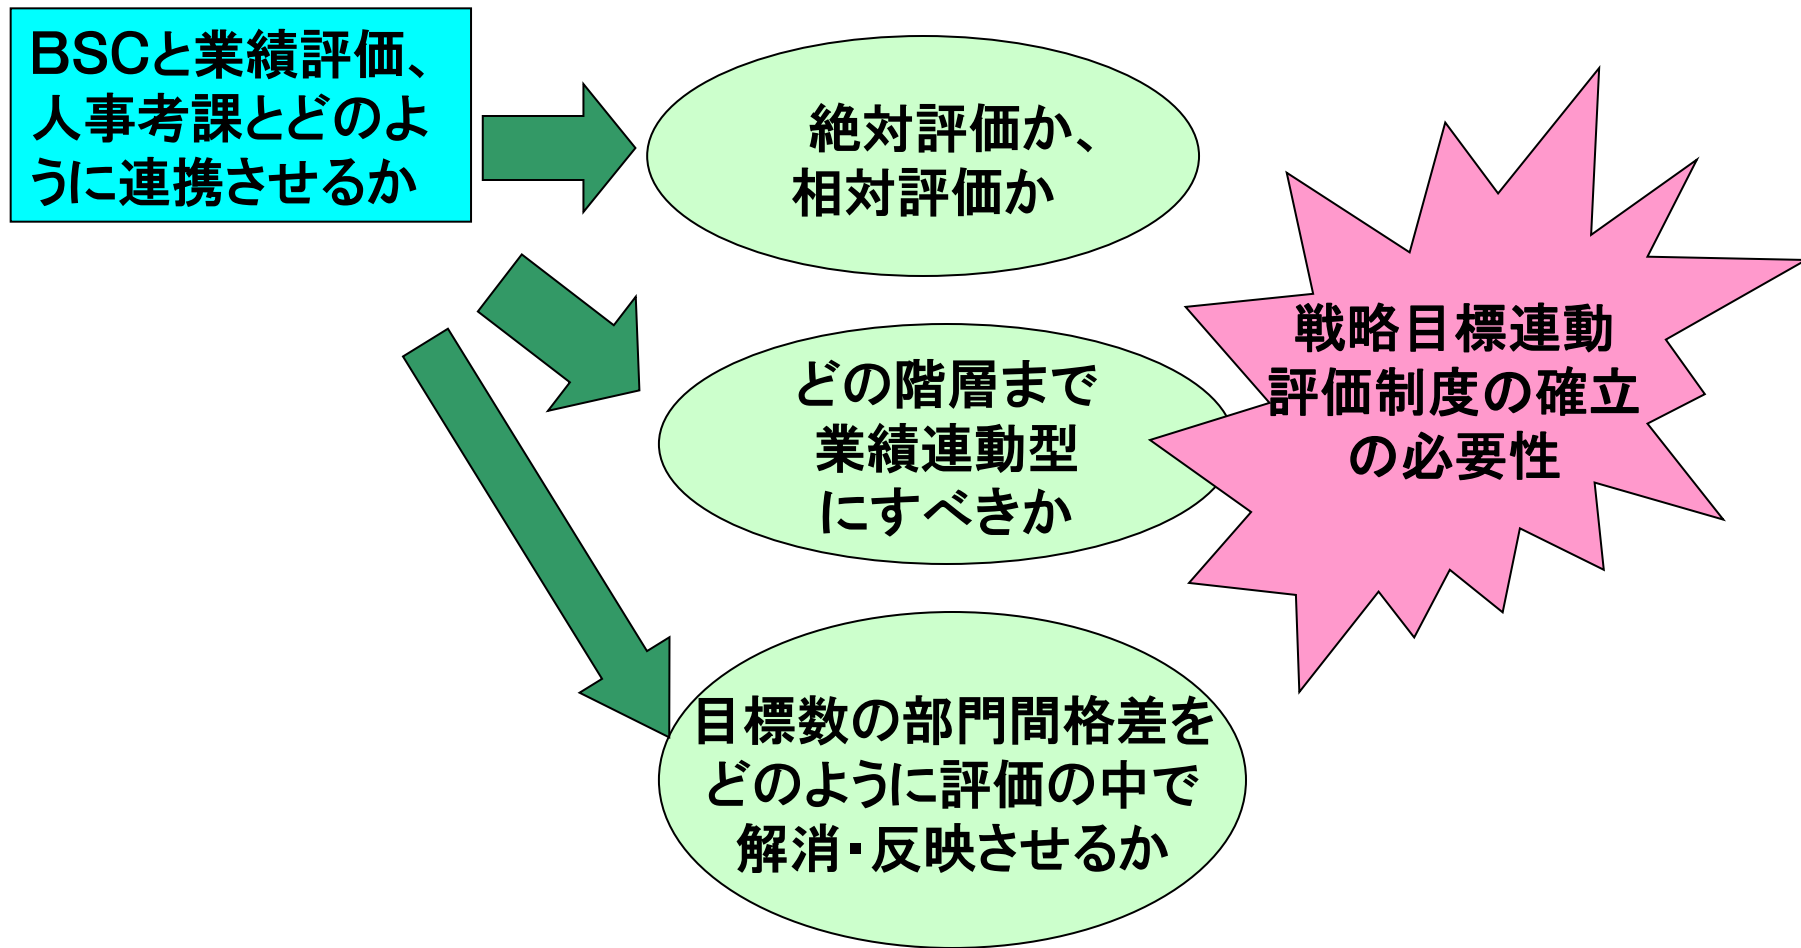 BSCと業績評価、
人事考課とどのよ
うに連携させるか
絶対評価か、
相対評価か
どの階層まで
業績連動型
にすべきか
目標数の部門間格差を
どのように評価の中で
解消・反映させるか
戦略目標連動
評価制度の確立
の必要性